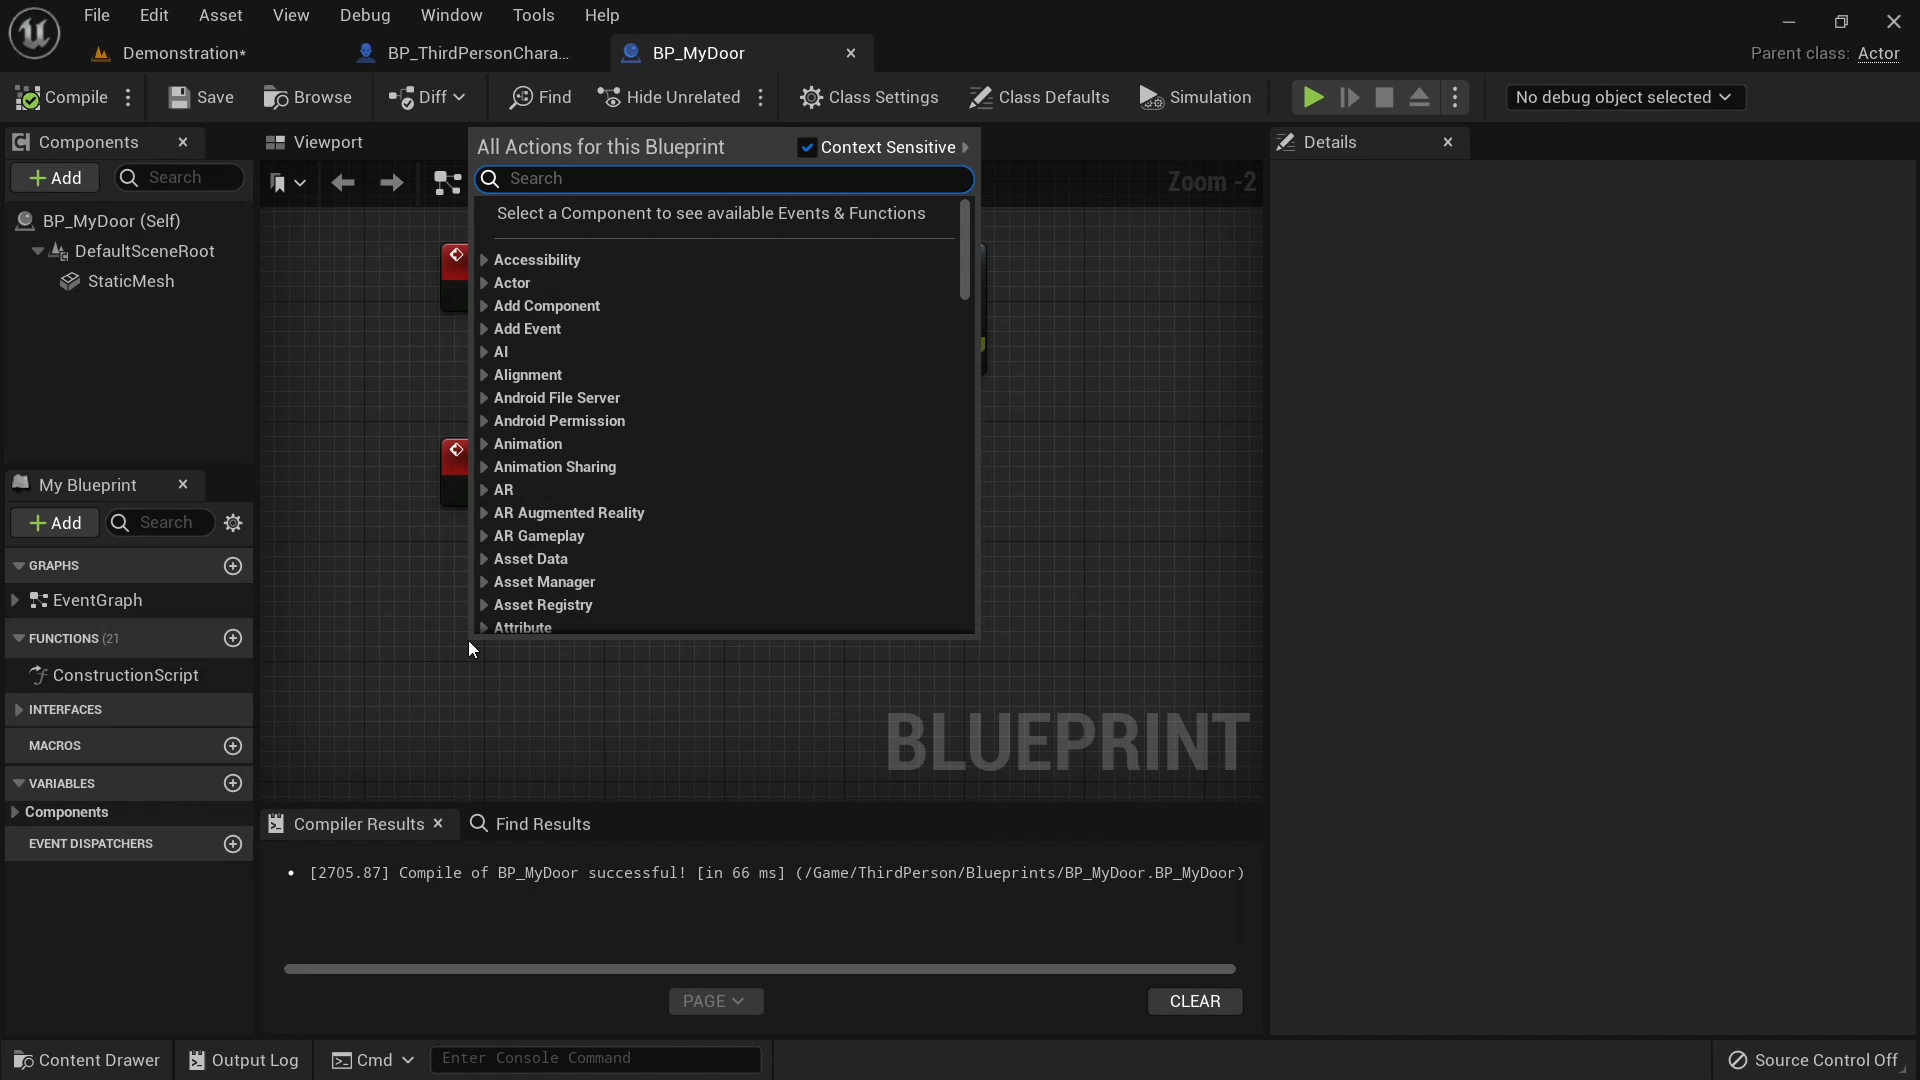 File Edit Asset View Debug Window Tools Help
Demonstration* BP_ThirdPersonChara... BP_MyDoor Parent class: Actor
Compile Save Browse Diff Find Hide Unrelated Class Settings Class Defaults Simulation No debug object selected
Components Viewport Details
Add Search
BP_MyDoor (Self)
DefaultSceneRoot
StaticMesh
All Actions for this Blueprint Context Sensitive
Search
Zoom -2
Select a Component to see available Events & Functions
Accessibility
Actor
Add Component
Add Event
AI
Alignment
Android File Server
Android Permission
Animation
Animation Sharing
AR
AR Augmented Reality
AR Gameplay
Asset Data
Asset Manager
Asset Registry
Attribute
My Blueprint
Add Search
GRAPHS
EventGraph
FUNCTIONS (21
ConstructionScript
INTERFACES
MACROS
VARIABLES
Components
EVENT DISPATCHERS
BLUEPRINT
Compiler Results Find Results
[2705.87] Compile of BP_MyDoor successful! [in 66 ms] (/Game/ThirdPerson/Blueprints/BP_MyDoor.BP_MyDoor)
PAGE CLEAR
Content Drawer Output Log Cmd Enter Console Command Source Control Off